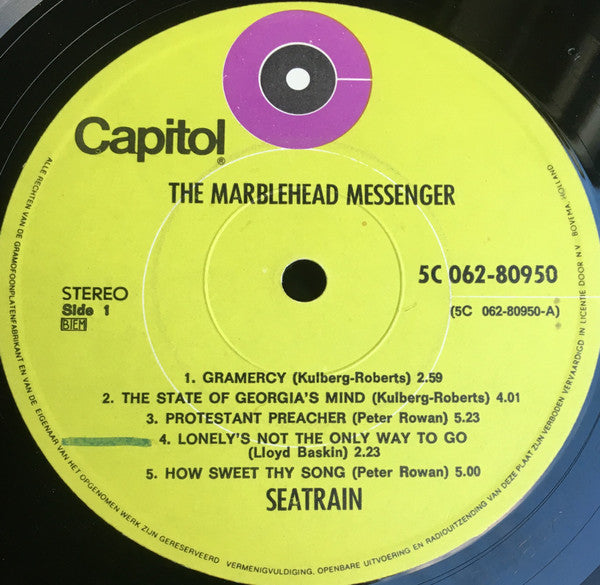 Capitol®
THE MARBLEHEAD MESSENGER
5C 062-80950
(5C 062-80950-A)
STEREO
Side 1
BIEM
1. GRAMERCY (Kulberg-Roberts) 2.59
2. THE STATE OF GEORGIA'S MIND (Kulberg-Roberts) 4.01
3. PROTESTANT PREACHER (Peter Rowan) 5.23
4. LONELY'S NOT THE ONLY WAY TO GO
(Lloyd Baskin) 2.23
5. HOW SWEET THY SONG (Peter Rowan) 5.00
SEATRAIN
ALLE RECHTEN VAN DE GRAMOFOONPLATENFABRIKANT EN VAN DE EIGENAAR VAN HET OPGENOMEN WERK ZIJN GERESERVEERD VERMENIGVULDIGING, OPENBARE UITVOERING EN RADIOUITZENDING VAN DEZE PLAAT ZIJN VERBODEN VERVAARDIGD IN LICENTIE DOOR N.V. BOVEMA HOLLAND